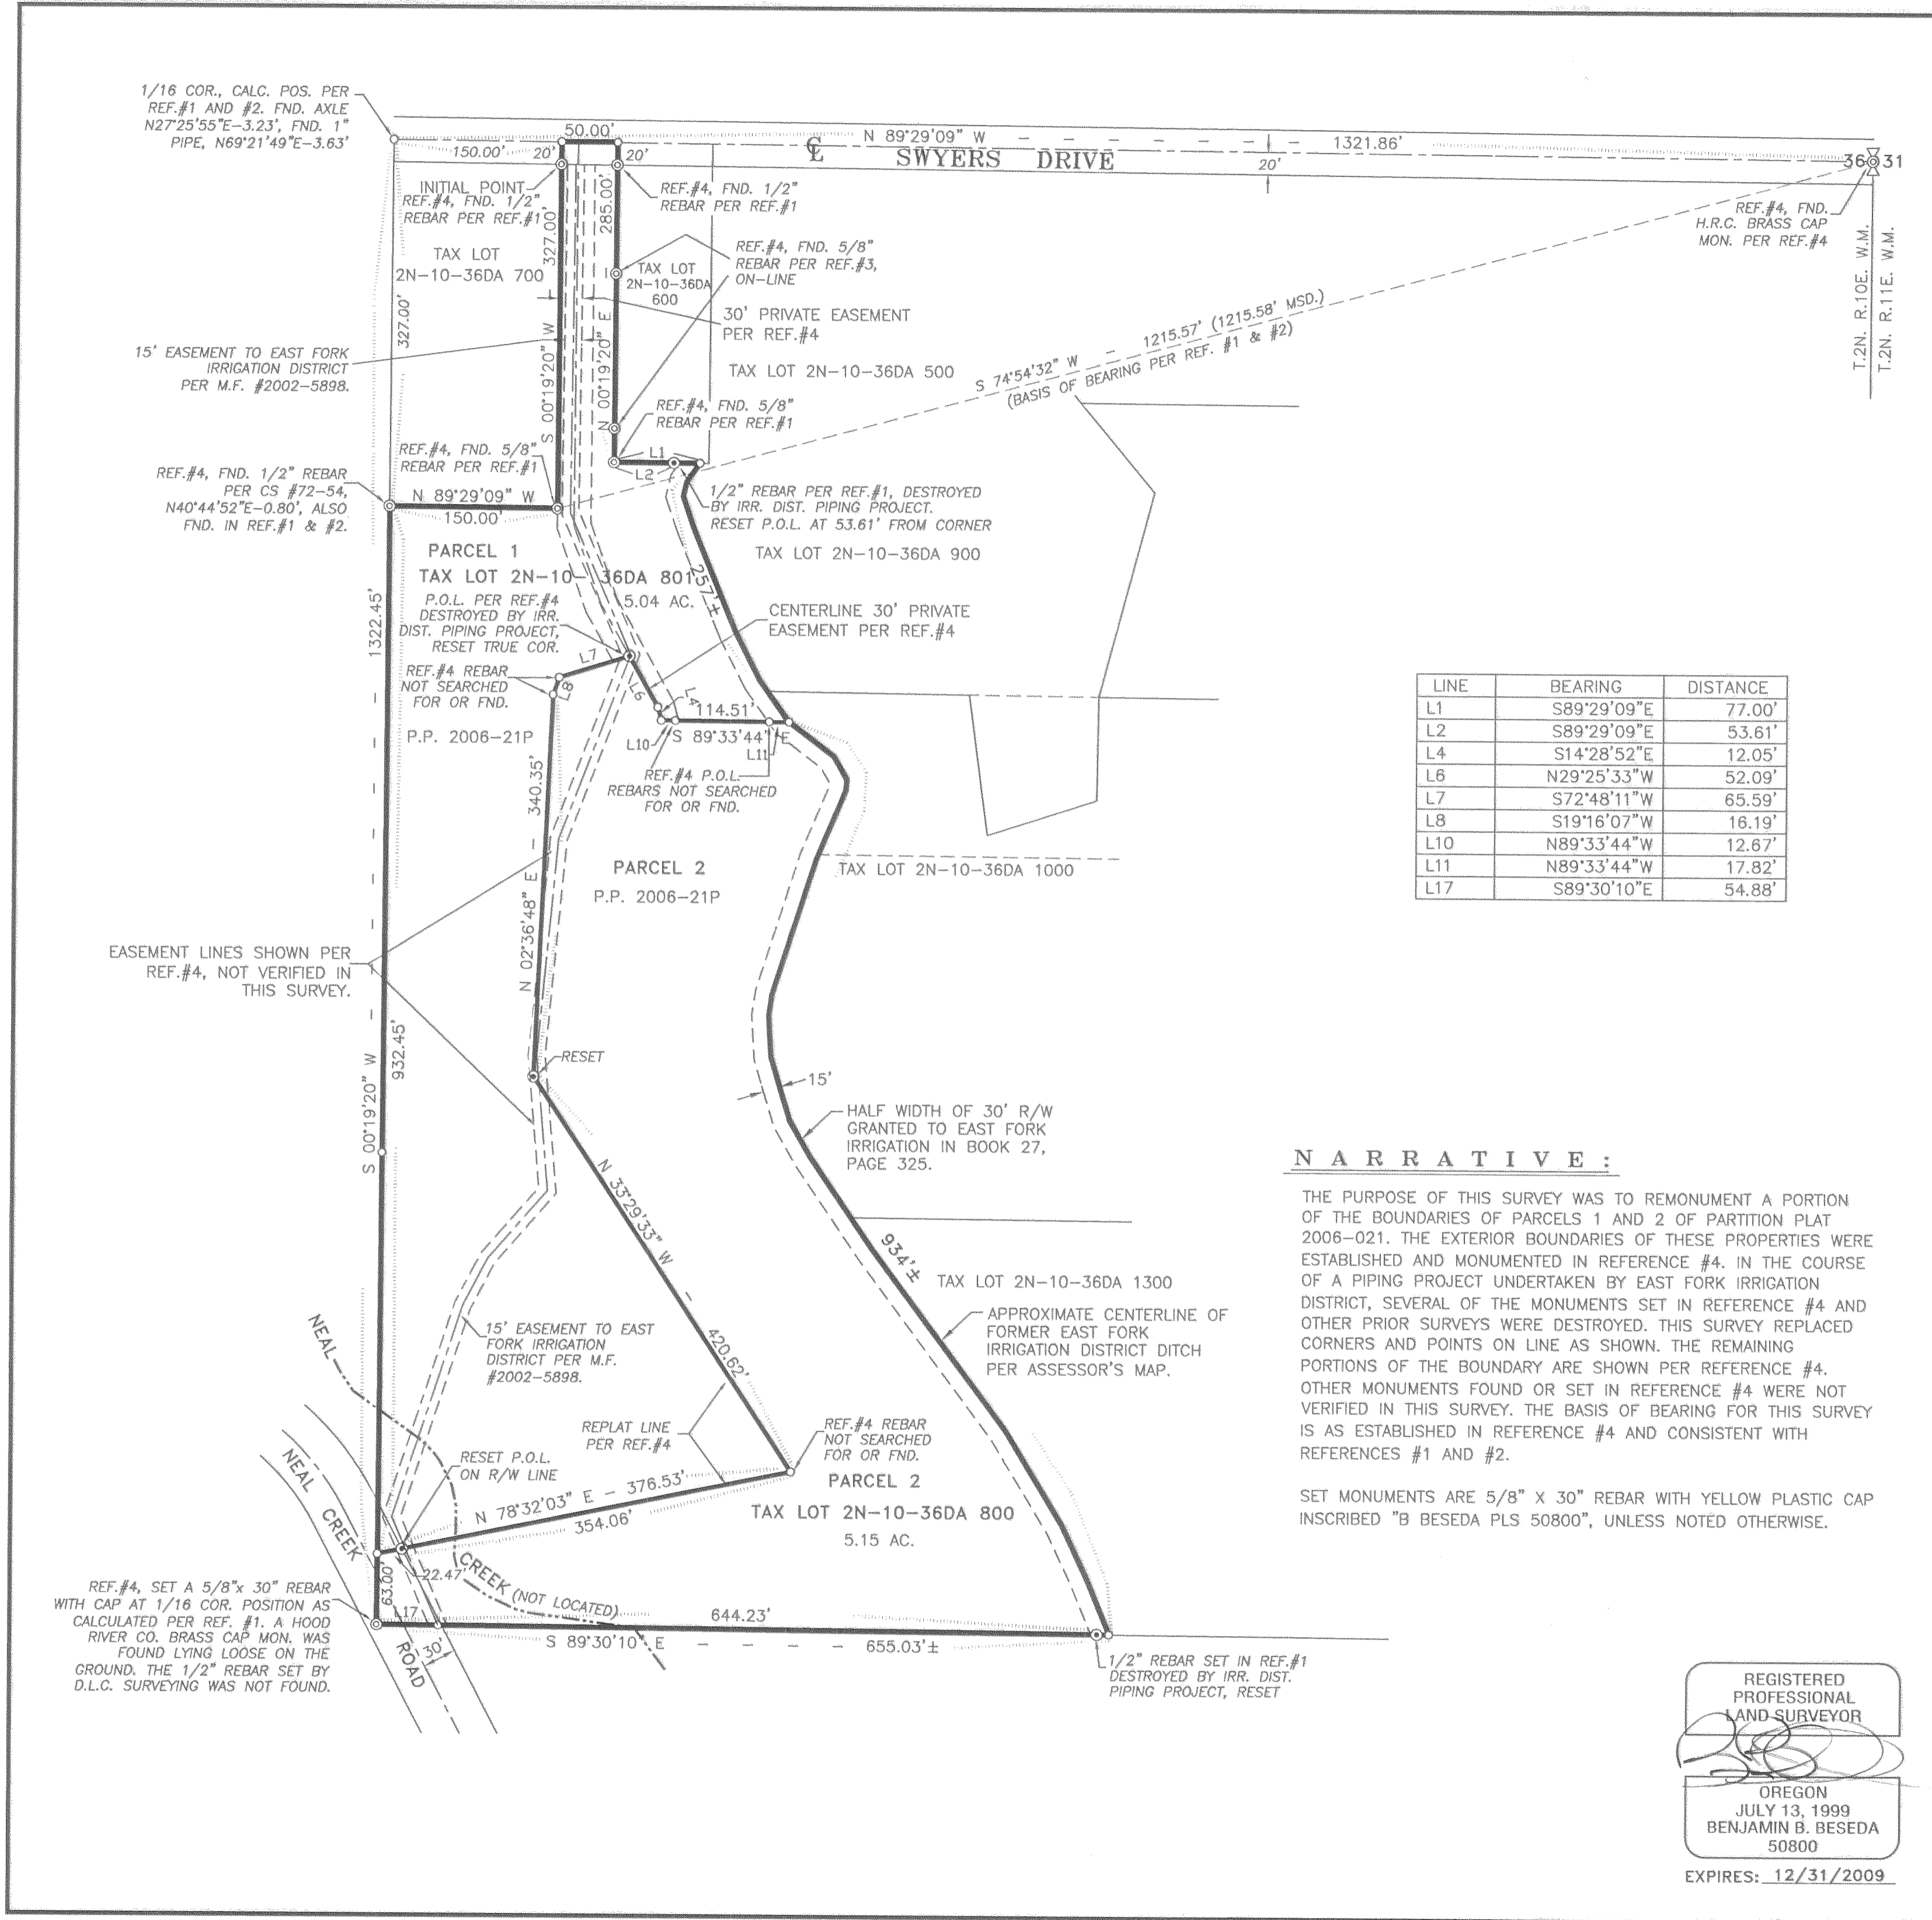 1/16 COR., CALC. POS. PER
REF.#1 AND #2. FND. AXLE
N27°25'55"E-3.23', FND. 1"
PIPE, N69°21'49"E-3.63'
50.00'
150.00'
20'
20'
N 89°29'09" W - - - - - - - 1321.86'
℄ SWYERS DRIVE
20'
36 31
INITIAL POINT
REF.#4, FND. 1/2"
REBAR PER REF.#1
REF.#4, FND. 1/2"
REBAR PER REF.#1
REF.#4, FND.
H.R.C. BRASS CAP
MON. PER REF.#4
T.2N. R.10E. W.M.
T.2N. R.11E. W.M.
TAX LOT
2N-10-36DA 700
327.00'
327.00'
285.00'
S 00°19'20" W
N 00°19'20" E
REF.#4, FND. 5/8"
REBAR PER REF.#3,
ON-LINE
TAX LOT
2N-10-36DA
600
30' PRIVATE EASEMENT
PER REF.#4
15' EASEMENT TO EAST FORK
IRRIGATION DISTRICT
PER M.F. #2002-5898.
TAX LOT 2N-10-36DA 500
S 74°54'32" W - 1215.57' (1215.58' MSD.)
(BASIS OF BEARING PER REF. #1 & #2)
REF.#4, FND. 5/8"
REBAR PER REF.#1
REF.#4, FND. 5/8"
REBAR PER REF.#1
L1
L2
REF.#4, FND. 1/2" REBAR
PER CS #72-54,
N40°44'52"E-0.80', ALSO
FND. IN REF.#1 & #2.
N 89°29'09" W
150.00'
1/2" REBAR PER REF.#1, DESTROYED
BY IRR. DIST. PIPING PROJECT.
RESET P.O.L. AT 53.61' FROM CORNER
TAX LOT 2N-10-36DA 900
PARCEL 1
TAX LOT 2N-10-36DA 801
5.04 AC.
257'±
P.O.L. PER REF.#4
DESTROYED BY IRR.
DIST. PIPING PROJECT,
RESET TRUE COR.
CENTERLINE 30' PRIVATE
EASEMENT PER REF.#4
1322.45'
REF.#4 REBAR
NOT SEARCHED
FOR OR FND.
L7
L8
L6
L4
114.51'
S 89°33'44" E
L10
L11
P.P. 2006-21P
REF.#4 P.O.L.
REBARS NOT SEARCHED
FOR OR FND.
LINE BEARING DISTANCE
L1 S89°29'09"E 77.00'
L2 S89°29'09"E 53.61'
L4 S14°28'52"E 12.05'
L6 N29°25'33"W 52.09'
L7 S72°48'11"W 65.59'
L8 S19°16'07"W 16.19'
L10 N89°33'44"W 12.67'
L11 N89°33'44"W 17.82'
L17 S89°30'10"E 54.88'
N 02°36'48" E - 340.35'
PARCEL 2
P.P. 2006-21P
TAX LOT 2N-10-36DA 1000
EASEMENT LINES SHOWN PER
REF.#4, NOT VERIFIED IN
THIS SURVEY.
932.45'
S 00°19'20" W
RESET
15'
HALF WIDTH OF 30' R/W
GRANTED TO EAST FORK
IRRIGATION IN BOOK 27,
PAGE 325.
N 33°29'33" W - 420.62'
934'±
TAX LOT 2N-10-36DA 1300
APPROXIMATE CENTERLINE OF
FORMER EAST FORK
IRRIGATION DISTRICT DITCH
PER ASSESSOR'S MAP.
NARRATIVE:
THE PURPOSE OF THIS SURVEY WAS TO REMONUMENT A PORTION
OF THE BOUNDARIES OF PARCELS 1 AND 2 OF PARTITION PLAT
2006-021. THE EXTERIOR BOUNDARIES OF THESE PROPERTIES WERE
ESTABLISHED AND MONUMENTED IN REFERENCE #4. IN THE COURSE
OF A PIPING PROJECT UNDERTAKEN BY EAST FORK IRRIGATION
DISTRICT, SEVERAL OF THE MONUMENTS SET IN REFERENCE #4 AND
OTHER PRIOR SURVEYS WERE DESTROYED. THIS SURVEY REPLACED
CORNERS AND POINTS ON LINE AS SHOWN. THE REMAINING
PORTIONS OF THE BOUNDARY ARE SHOWN PER REFERENCE #4.
OTHER MONUMENTS FOUND OR SET IN REFERENCE #4 WERE NOT
VERIFIED IN THIS SURVEY. THE BASIS OF BEARING FOR THIS SURVEY
IS AS ESTABLISHED IN REFERENCE #4 AND CONSISTENT WITH
REFERENCES #1 AND #2.
SET MONUMENTS ARE 5/8" X 30" REBAR WITH YELLOW PLASTIC CAP
INSCRIBED "B BESEDA PLS 50800", UNLESS NOTED OTHERWISE.
NEAL
15' EASEMENT TO EAST
FORK IRRIGATION
DISTRICT PER M.F.
#2002-5898.
REPLAT LINE
PER REF.#4
REF.#4 REBAR
NOT SEARCHED
FOR OR FND.
RESET P.O.L.
ON R/W LINE
NEAL CREEK ROAD
N 78°32'03" E - 376.53'
354.06'
PARCEL 2
TAX LOT 2N-10-36DA 800
5.15 AC.
22.47'
63.00'
CREEK (NOT LOCATED)
L17
30'
644.23'
S 89°30'10" E - - - - 655.03'±
REF.#4, SET A 5/8"x 30" REBAR
WITH CAP AT 1/16 COR. POSITION AS
CALCULATED PER REF. #1. A HOOD
RIVER CO. BRASS CAP MON. WAS
FOUND LYING LOOSE ON THE
GROUND. THE 1/2" REBAR SET BY
D.L.C. SURVEYING WAS NOT FOUND.
1/2" REBAR SET IN REF.#1
DESTROYED BY IRR. DIST.
PIPING PROJECT, RESET
REGISTERED
PROFESSIONAL
LAND SURVEYOR
OREGON
JULY 13, 1999
BENJAMIN B. BESEDA
50800
EXPIRES: 12/31/2009